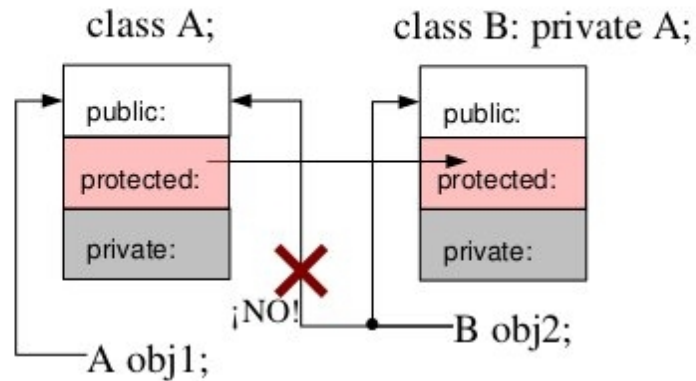 class A;
class B: private A;
public:
public:
protected:
protected:
private:
private:
¡NO!
B obj2;
A obj1;